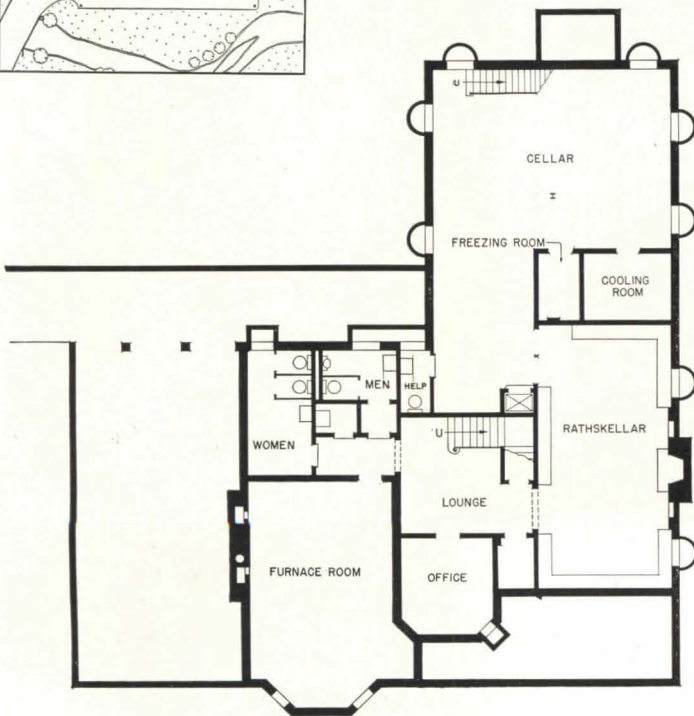 U
CELLAR
FREEZING ROOM
COOLING
ROOM
MEN
HELP
WOMEN
U
RATHSKELLAR
LOUNGE
FURNACE ROOM
OFFICE